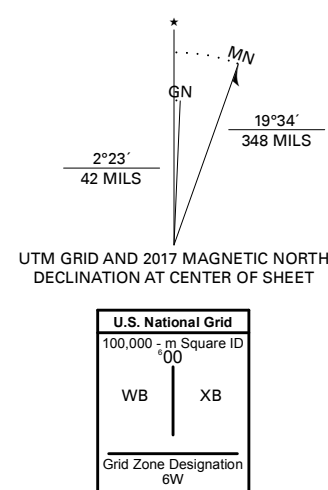 ★
MN
GN
19°34´
348 MILS
2°23´
42 MILS
UTM GRID AND 2017 MAGNETIC NORTH
DECLINATION AT CENTER OF SHEET
U.S. National Grid
100,000 - m Square ID
⁶00
WB XB
Grid Zone Designation
6W